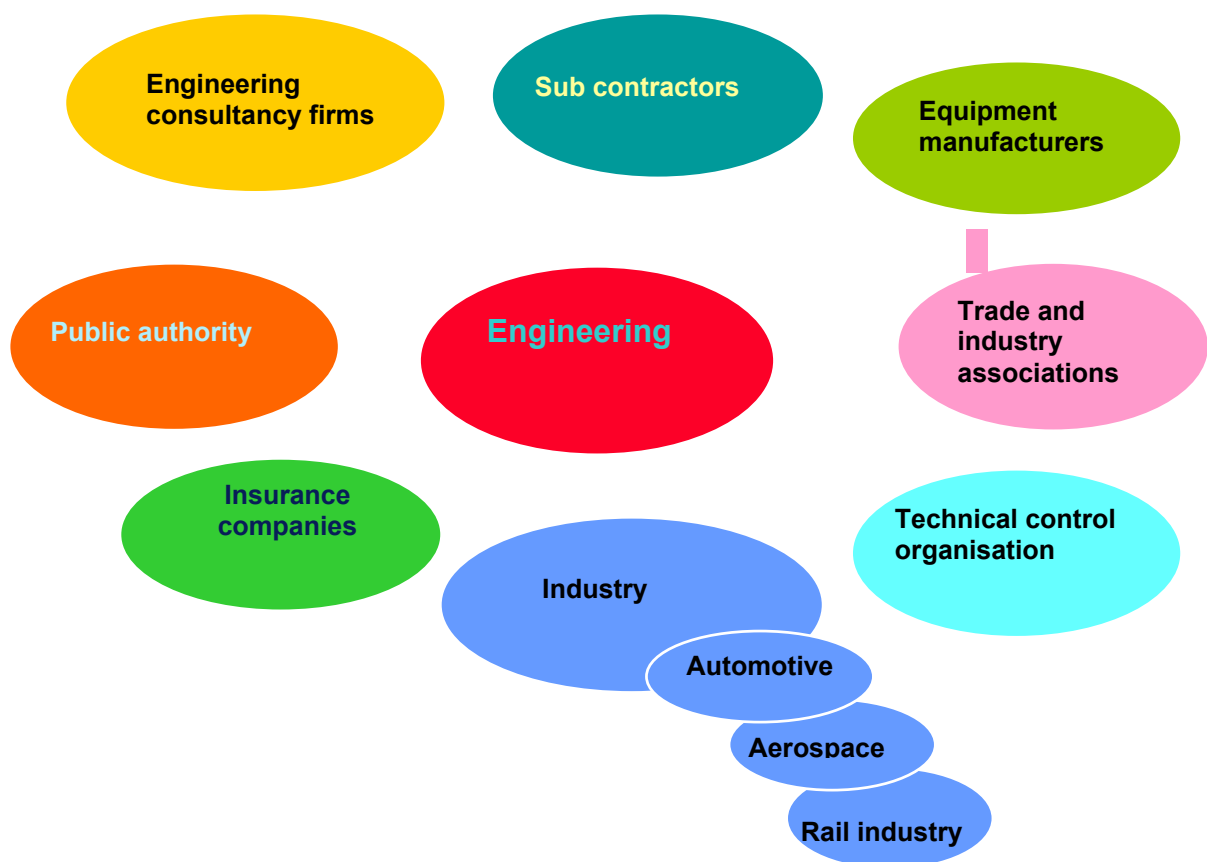 Engineering
consultancy firms
Sub contractors
Equipment
manufacturers
Public authority
Engineering
Trade and
industry
associations
Insurance
companies
Technical control
organisation
Industry
Automotive
Aerospace
Rail industry